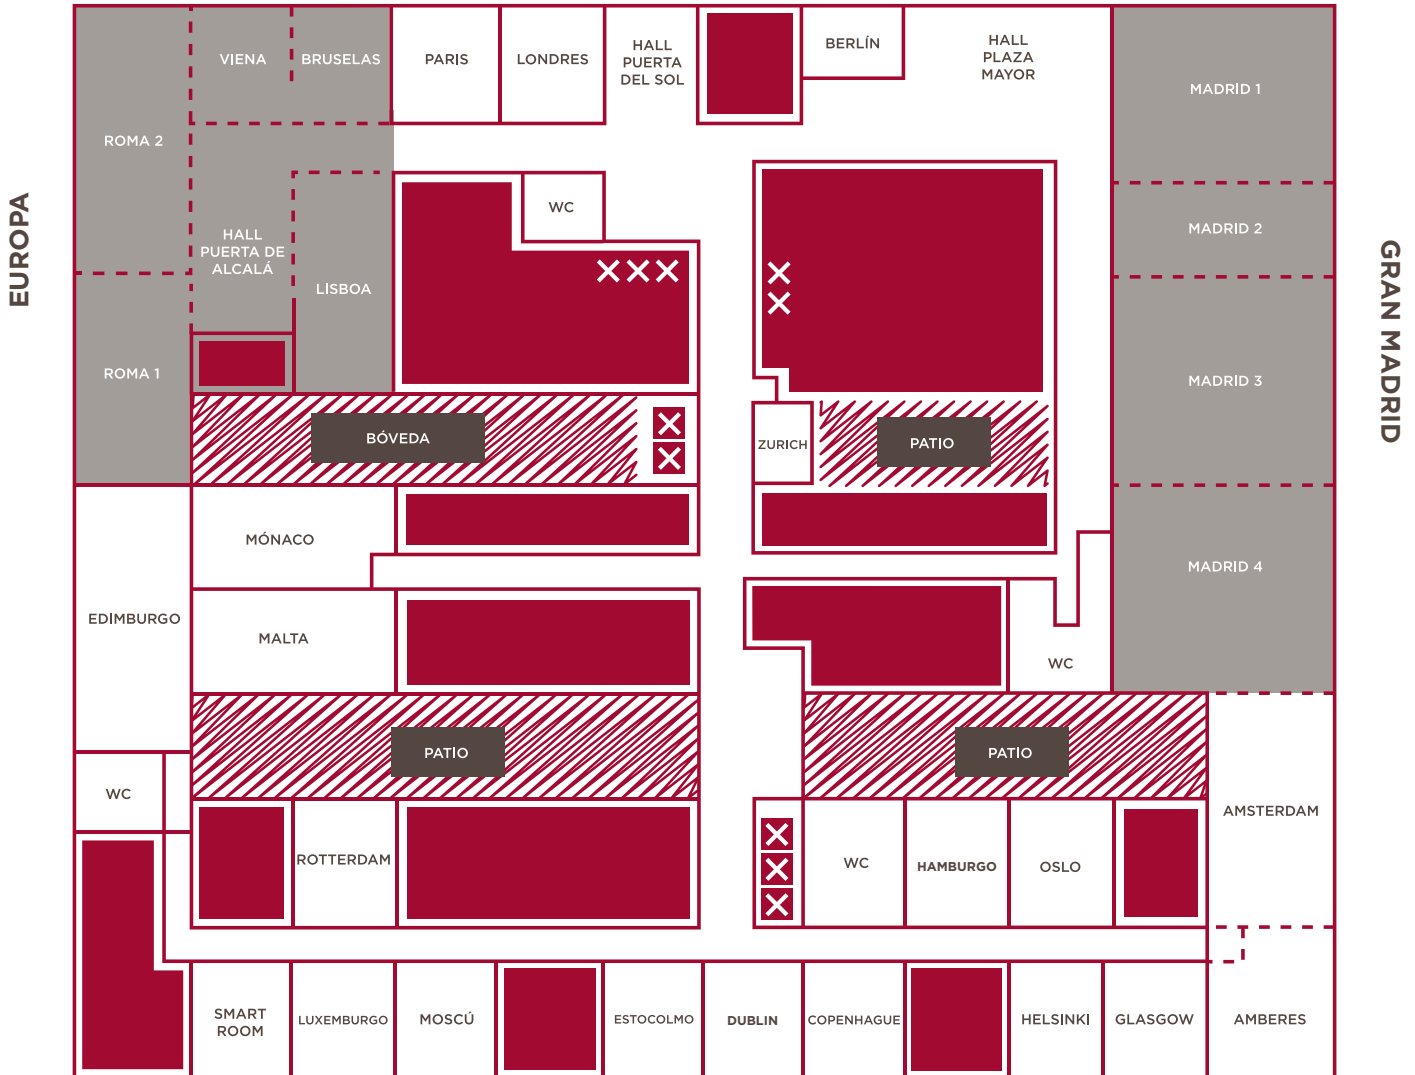 VIENA
BRUSELAS
PARIS
LONDRES
HALL
PUERTA
DEL SOL
BERLÍN
HALL
PLAZA
MAYOR
MADRID 1
ROMA 2
EUROPA
WC
MADRID 2
HALL
PUERTA DE
ALCALÁ
LISBOA
GRAN MADRID
ROMA 1
MADRID 3
BÓVEDA
ZURICH
PATIO
MÓNACO
MADRID 4
EDIMBURGO
MALTA
WC
PATIO
PATIO
WC
AMSTERDAM
ROTTERDAM
WC
HAMBURGO
OSLO
SMART
ROOM
LUXEMBURGO
MOSCÚ
ESTOCOLMO
DUBLIN
COPENHAGUE
HELSINKI
GLASGOW
AMBERES